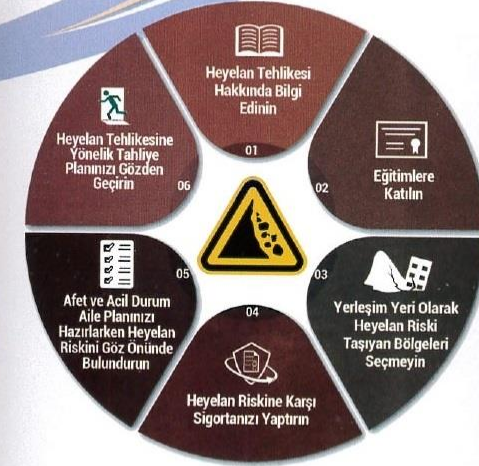 Heyelan Tehlikesi
Hakkında Bilgi
Edinin
01
Eğitimlere
Katılın
02
Yerleşim Yeri Olarak
Heyelan Riski
Taşıyan Bölgeleri
Seçmeyin
03
Heyelan Riskine Karşı
Sigortanızı Yaptırın
04
Afet ve Acil Durum
Aile Planınızı
Hazırlarken Heyelan
Riskini Göz Önünde
Bulundurun
05
Heyelan Tehlikesine
Yönelik Tahliye
Planınızı Gözden
Geçirin
06